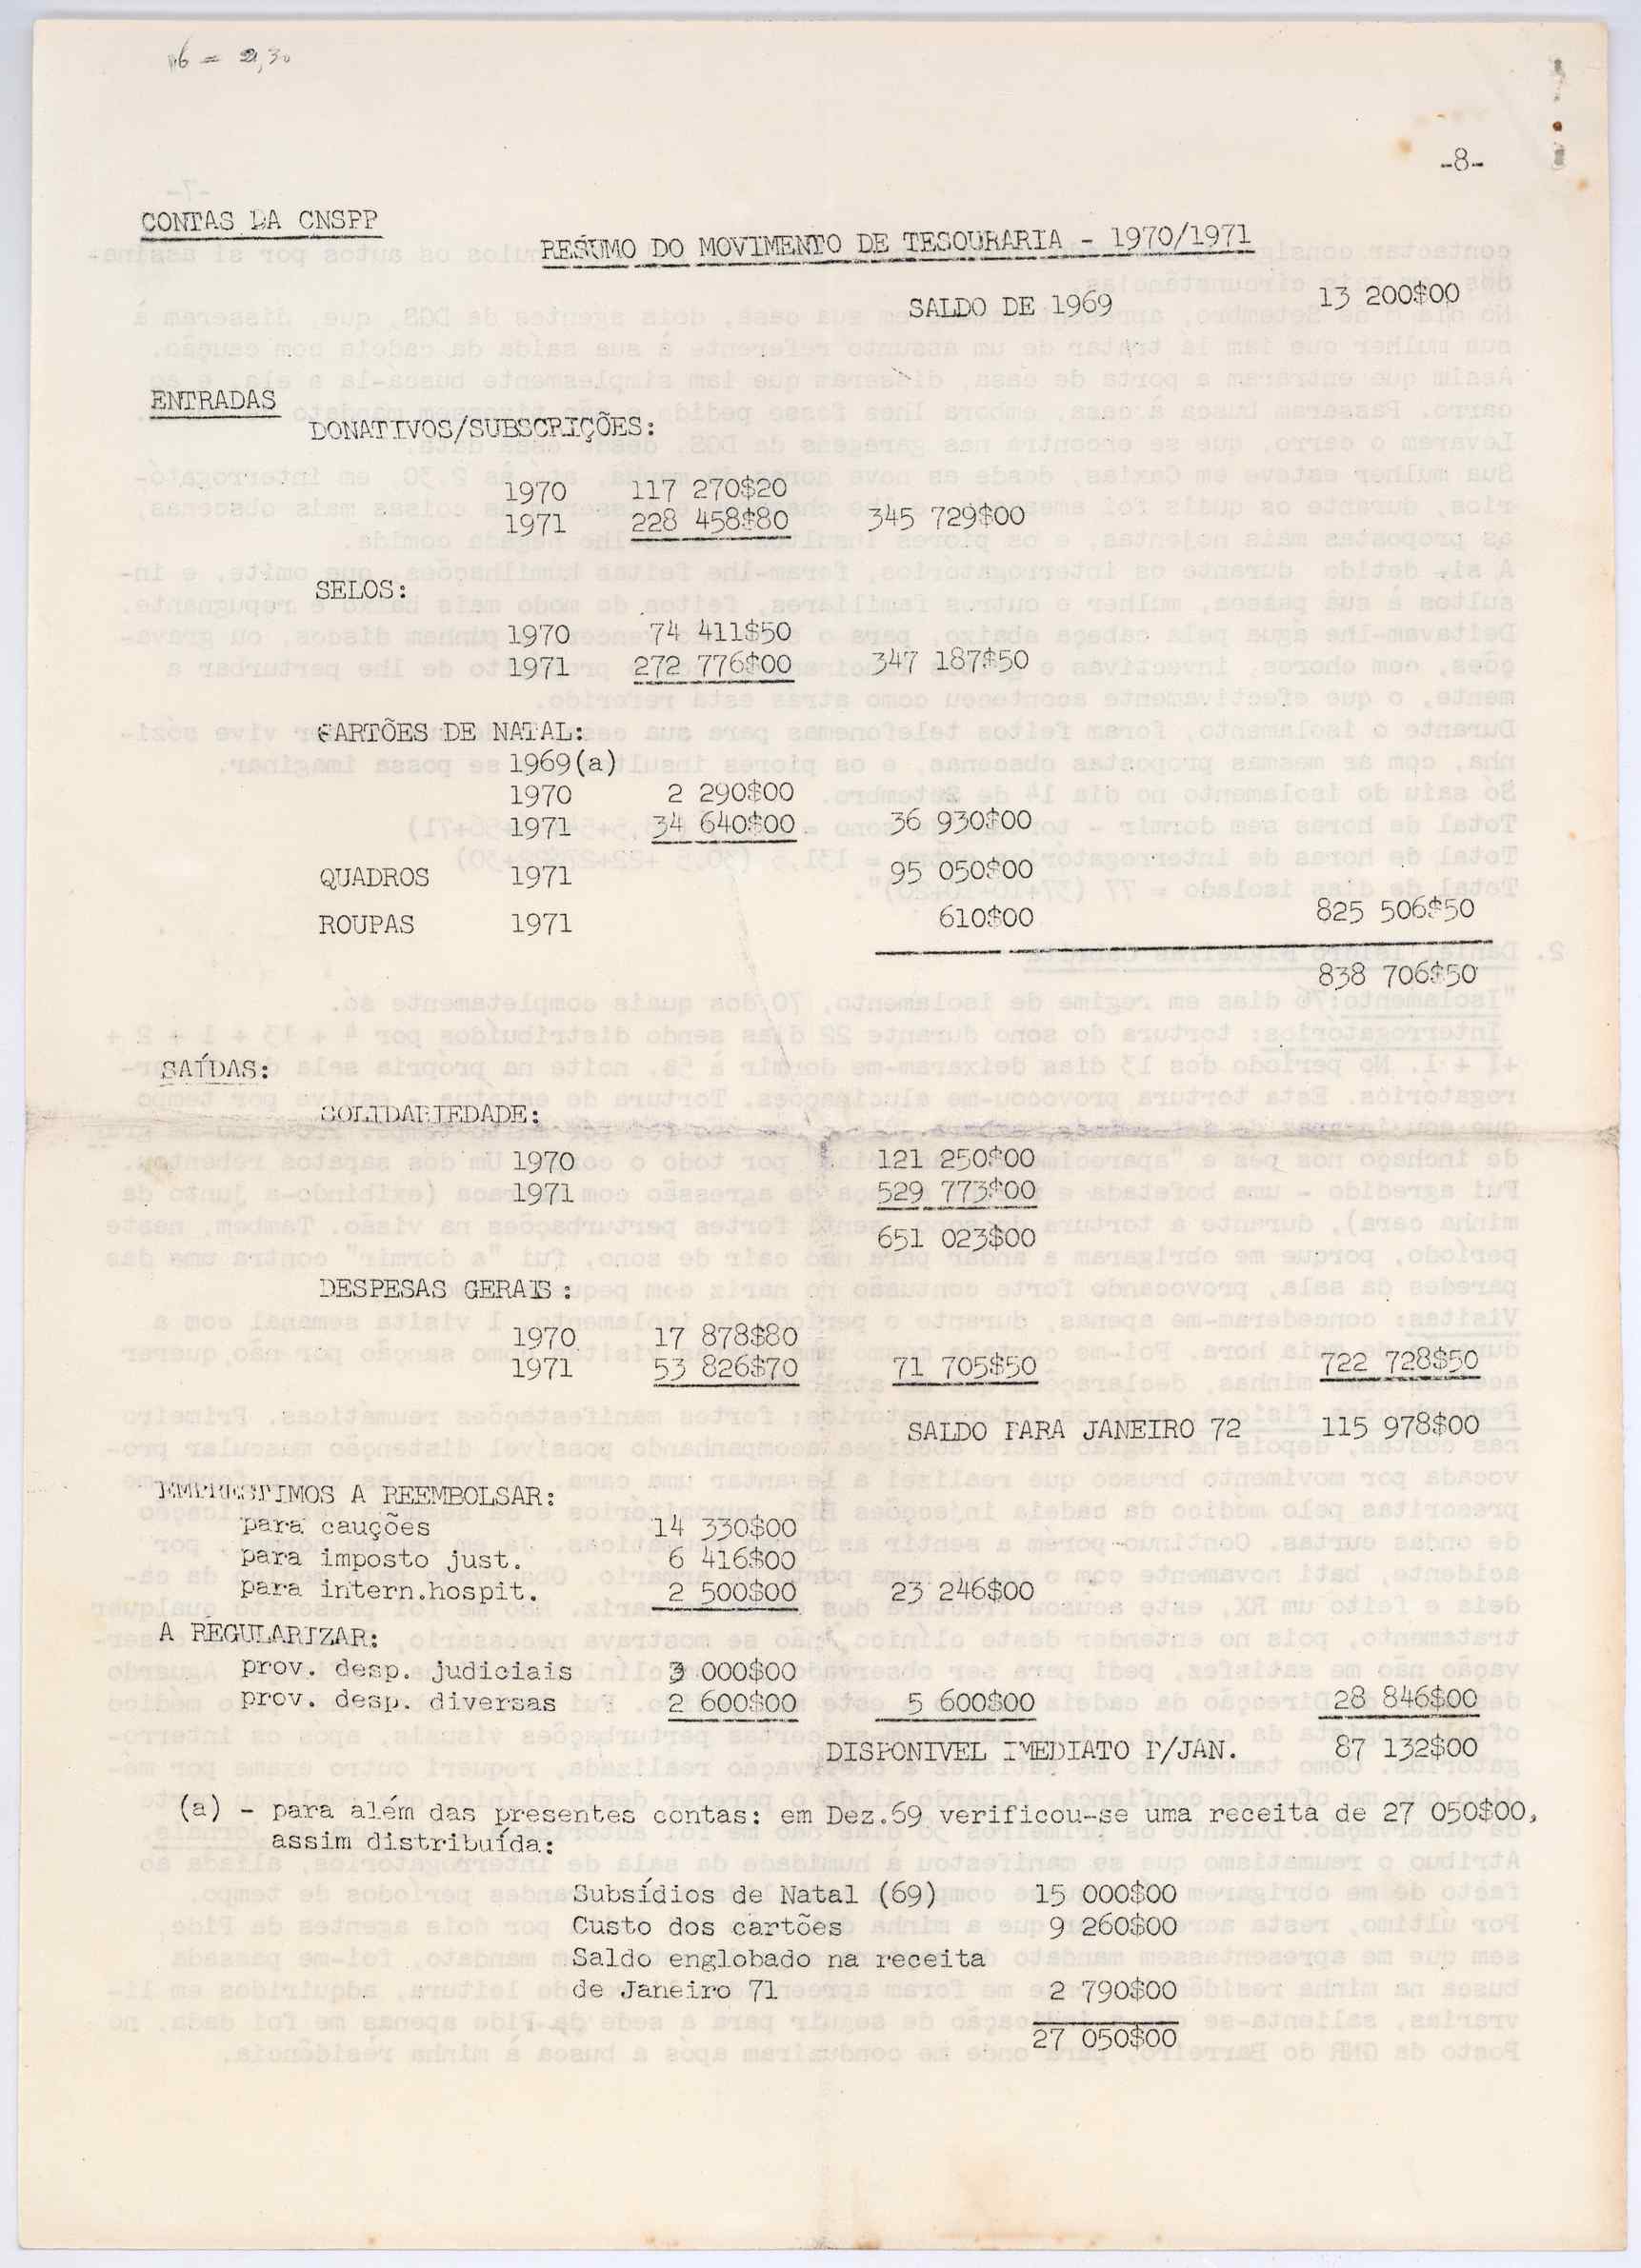 16 = 2,30
-8-
CONTAS DA CNSPP
RESUMO DO MOVIMENTO DE TESOURARIA - 1970/1971
SALDO DE 1969 13 200$00
ENTRADAS
DONATIVOS/SUBSCRIÇÕES:
1970 117 270$20
1971 228 458$80 345 729$00
SELOS:
1970 74 411$50
1971 272 776$00 347 187$50
CARTÕES DE NATAL:
1969(a)
1970 2 290$00
1971 34 640$00 36 930$00
QUADROS 1971 95 050$00
ROUPAS 1971 610$00 825 506$50
838 706$50
SAÍDAS:
SOLIDARIEDADE:
1970 121 250$00
1971 529 773$00
651 023$00
DESPESAS GERAIS :
1970 17 878$80
1971 53 826$70 71 705$50 722 728$50
SALDO PARA JANEIRO 72 115 978$00
EMPRESTIMOS A REEMBOLSAR:
para cauções 14 330$00
para imposto just. 6 416$00
para intern.hospit. 2 500$00 23 246$00
A REGULARIZAR:
prov. desp. judiciais 3 000$00
prov. desp. diversas 2 600$00 5 600$00 28 846$00
DISPONIVEL IMEDIATO P/JAN. 87 132$00
(a) - para além das presentes contas: em Dez.69 verificou-se uma receita de 27 050$00,
assim distribuída:
Subsídios de Natal (69) 15 000$00
Custo dos cartões 9 260$00
Saldo englobado na receita
de Janeiro 71 2 790$00
27 050$00